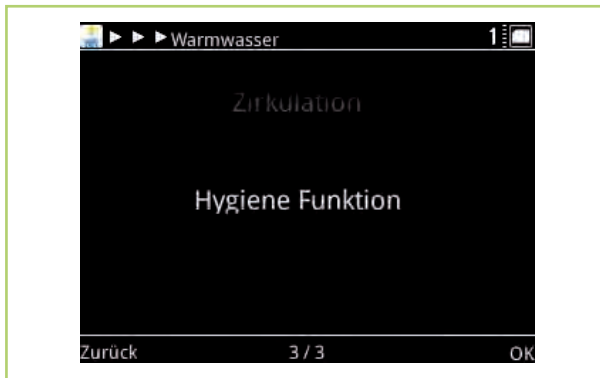 Warmwasser 1
Zirkulation
Hygiene Funktion
Zurück 3 / 3 OK